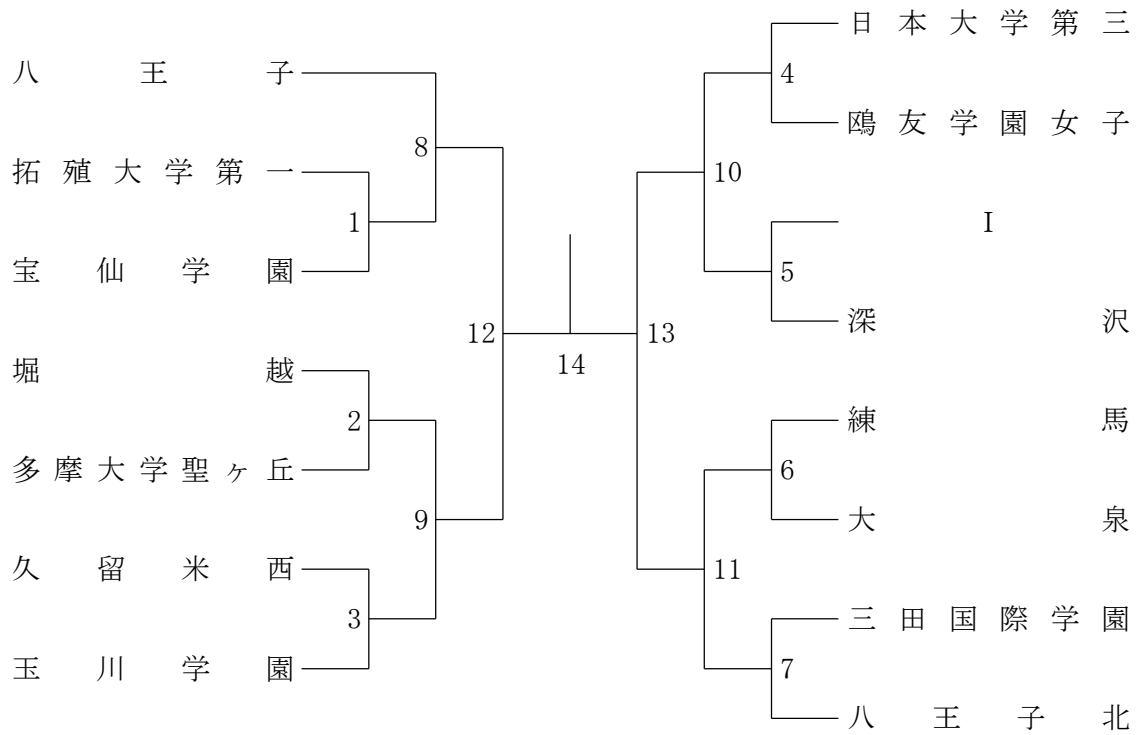 八王子
拓殖大学第一
宝仙学園
堀越
多摩大学聖ヶ丘
久留米西
玉川学園
8
1
2
9
3
12
14
13
日本大学第三
4
鴎友学園女子
10
I
5
深沢
練馬
6
大泉
11
三田国際学園
7
八王子北